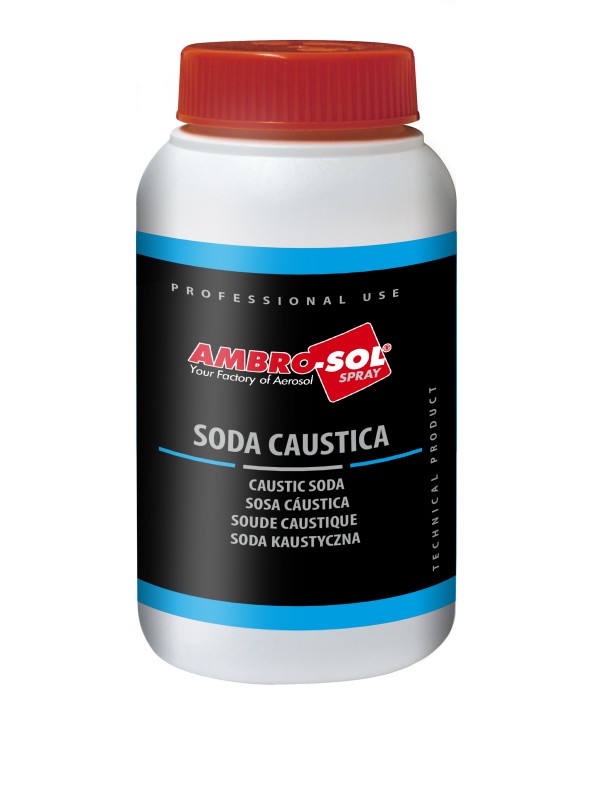 PROFESSIONAL USE
AMBRO-SOL®
Your Factory of Aerosol
SPRAY
SODA CAUSTICA
CAUSTIC SODA
SOSA CÁUSTICA
SOUDE CAUSTIQUE
SODA KAUSTYCZNA
TECHNICAL PRODUCT